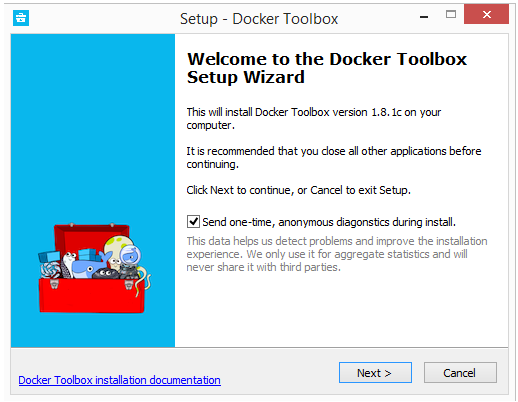 Setup - Docker Toolbox
Welcome to the Docker Toolbox
Setup Wizard
This will install Docker Toolbox version 1.8.1c on your
computer.
It is recommended that you close all other applications before
continuing.
Click Next to continue, or Cancel to exit Setup.
Send one-time, anonymous diagonstics during install.
This data helps us detect problems and improve the installation
experience. We only use it for aggregate statistics and will
never share it with third parties.
Docker Toolbox installation documentation
Next >
Cancel